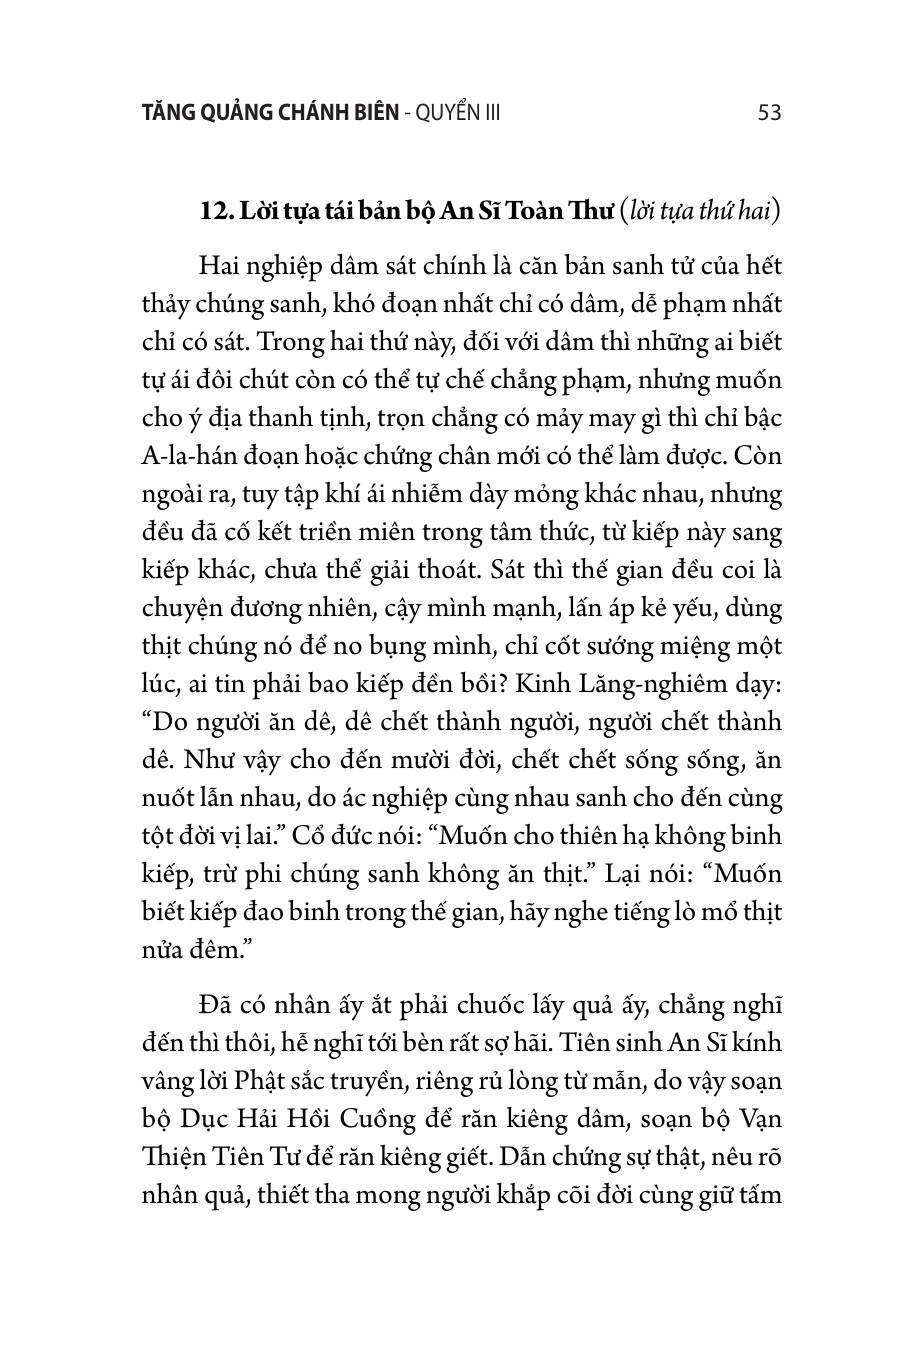 TĂNG QUẢNG CHÁNH BIÊN - QUYỂN III 53
12. Lời tựa tái bản bộ An Sĩ Toàn Thư (lời tựa thứ hai)
Hai nghiệp dâm sát chính là căn bản sanh tử của hết
thảy chúng sanh, khó đoạn nhất chỉ có dâm, dễ phạm nhất
chỉ có sát. Trong hai thứ này, đối với dâm thì những ai biết
tự ái đôi chút còn có thể tự chế chẳng phạm, nhưng muốn
cho ý địa thanh tịnh, trọn chẳng có mảy may gì thì chỉ bậc
A-la-hán đoạn hoặc chứng chân mới có thể làm được. Còn
ngoài ra, tuy tập khí ái nhiễm dày mỏng khác nhau, nhưng
đều đã cố kết triền miên trong tâm thức, từ kiếp này sang
kiếp khác, chưa thể giải thoát. Sát thì thế gian đều coi là
chuyện đương nhiên, cậy mình mạnh, lấn áp kẻ yếu, dùng
thịt chúng nó để no bụng mình, chỉ cốt sướng miệng một
lúc, ai tin phải bao kiếp đền bồi? Kinh Lăng-nghiêm dạy:
“Do người ăn dê, dê chết thành người, người chết thành
dê. Như vậy cho đến mười đời, chết chết sống sống, ăn
nuốt lẫn nhau, do ác nghiệp cùng nhau sanh cho đến cùng
tột đời vị lai.” Cổ đức nói: “Muốn cho thiên hạ không binh
kiếp, trừ phi chúng sanh không ăn thịt.” Lại nói: “Muốn
biết kiếp đao binh trong thế gian, hãy nghe tiếng lò mổ thịt
nửa đêm.”
Đã có nhân ấy ắt phải chuốc lấy quả ấy, chẳng nghĩ
đến thì thôi, hễ nghĩ tới bèn rất sợ hãi. Tiên sinh An Sĩ kính
vâng lời Phật sắc truyền, riêng rủ lòng từ mẫn, do vậy soạn
bộ Dục Hải Hồi Cuồng để răn kiêng dâm, soạn bộ Vạn
Thiện Tiên Tư để răn kiêng giết. Dẫn chứng sự thật, nêu rõ
nhân quả, thiết tha mong người khắp cõi đời cùng giữ tấm